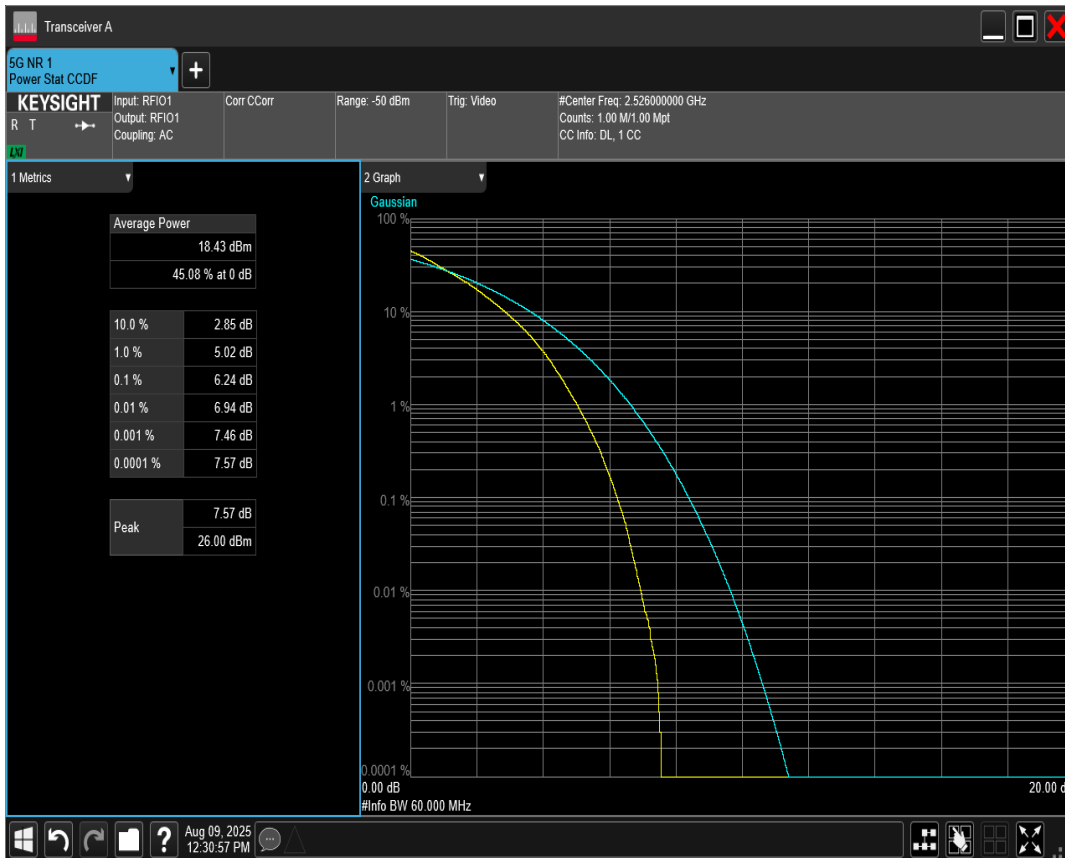 Transceiver A
5G NR 1
Power Stat CCDF
+
KEYSIGHT
R T
LXI
Input: RFIO1
Output: RFIO1
Coupling: AC
Corr CCorr
Range: -50 dBm
Trig: Video
#Center Freq: 2.526000000 GHz
Counts: 1.00 M/1.00 Mpt
CC Info: DL, 1 CC
1 Metrics
Average Power
18.43 dBm
45.08 % at 0 dB
10.0 % 2.85 dB
1.0 % 5.02 dB
0.1 % 6.24 dB
0.01 % 6.94 dB
0.001 % 7.46 dB
0.0001 % 7.57 dB
Peak
7.57 dB
26.00 dBm
2 Graph
Gaussian
100 %
10 %
1 %
0.1 %
0.01 %
0.001 %
0.0001 %
0.00 dB
20.00 d
#Info BW 60.000 MHz
?
Aug 09, 2025
12:30:57 PM